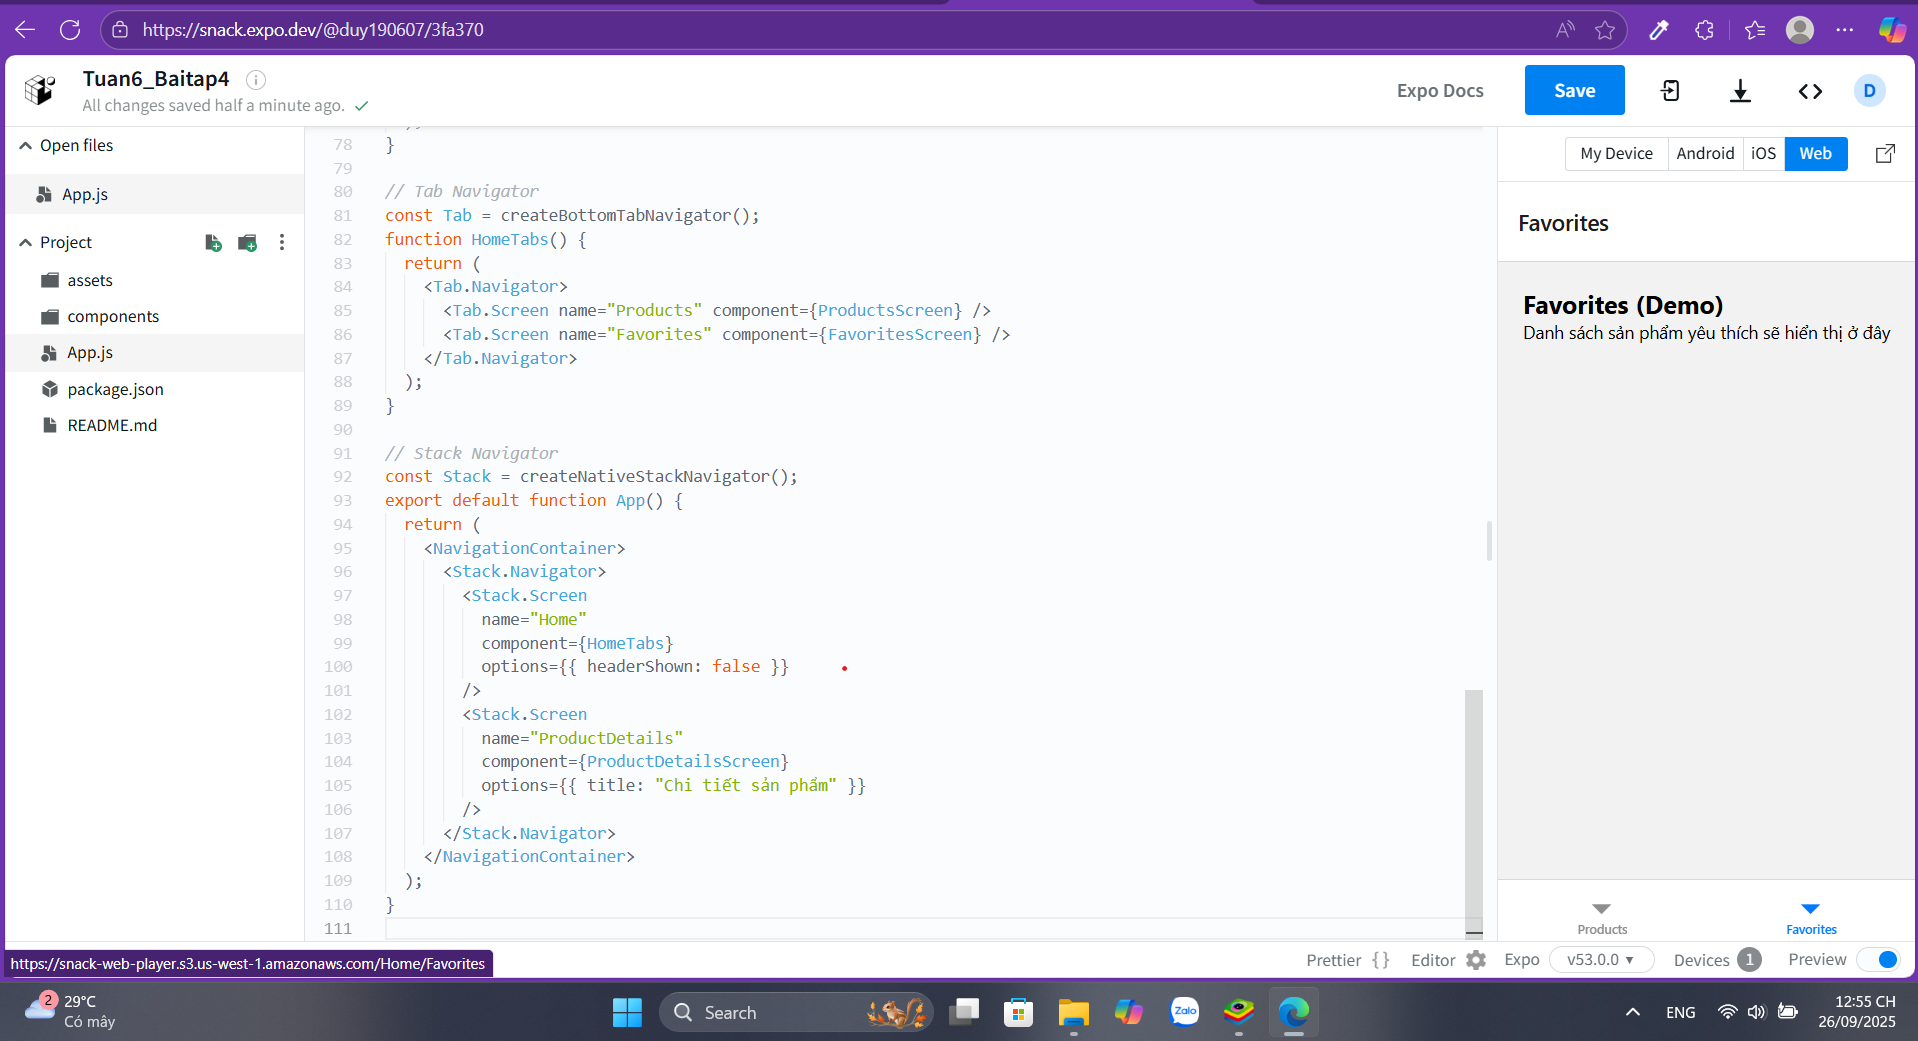 https://snack.expo.dev/@duy190607/3fa370
Tuan6_Baitap4
All changes saved half a minute ago.
Expo Docs
Save
D
Open files
App.js
Project
assets
components
App.js
package.json
README.md
78 }
79
80 // Tab Navigator
81 const Tab = createBottomTabNavigator();
82 function HomeTabs() {
83 return (
84 <Tab.Navigator>
85 <Tab.Screen name="Products" component={ProductsScreen} />
86 <Tab.Screen name="Favorites" component={FavoritesScreen} />
87 </Tab.Navigator>
88 );
89 }
90
91 // Stack Navigator
92 const Stack = createNativeStackNavigator();
93 export default function App() {
94 return (
95 <NavigationContainer>
96 <Stack.Navigator>
97 <Stack.Screen
98 name="Home"
99 component={HomeTabs}
100 options={{ headerShown: false }}
101 />
102 <Stack.Screen
103 name="ProductDetails"
104 component={ProductDetailsScreen}
105 options={{ title: "Chi tiết sản phẩm" }}
106 />
107 </Stack.Navigator>
108 </NavigationContainer>
109 );
110 }
111
My Device
Android
iOS
Web
Favorites
Favorites (Demo)
Danh sách sản phẩm yêu thích sẽ hiển thị ở đây
Products
Favorites
https://snack-web-player.s3.us-west-1.amazonaws.com/Home/Favorites
Prettier { }
Editor
Expo
v53.0.0
Devices 1
Preview
2
29°C
Có mây
Search
Zalo
ENG
12:55 CH
26/09/2025